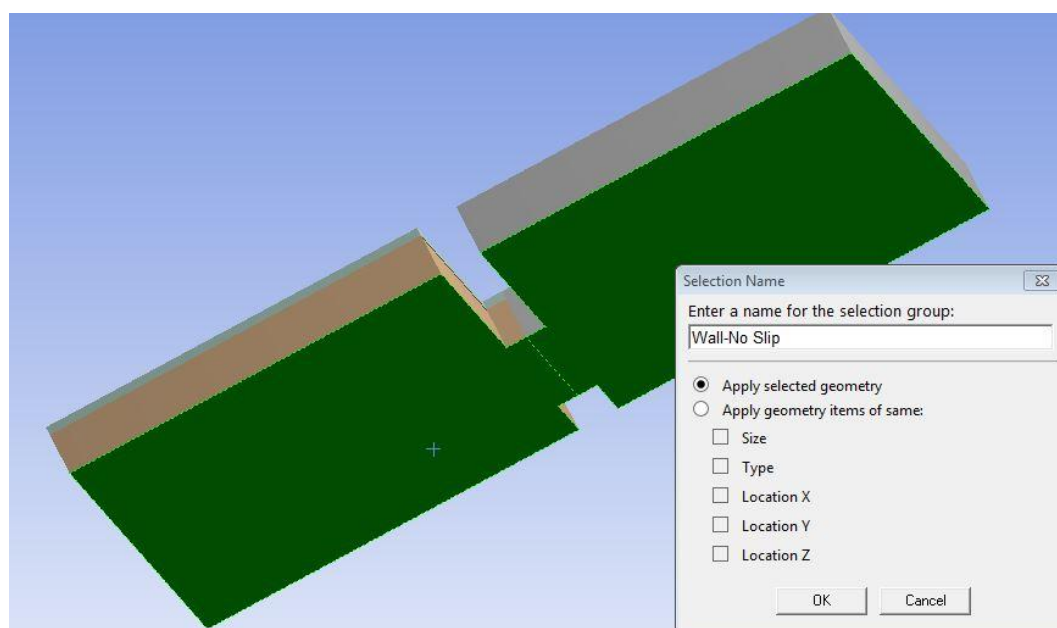 Selection Name
Enter a name for the selection group:
Wall-No Slip
Apply selected geometry
Apply geometry items of same:
Size
Type
Location X
Location Y
Location Z
OK Cancel